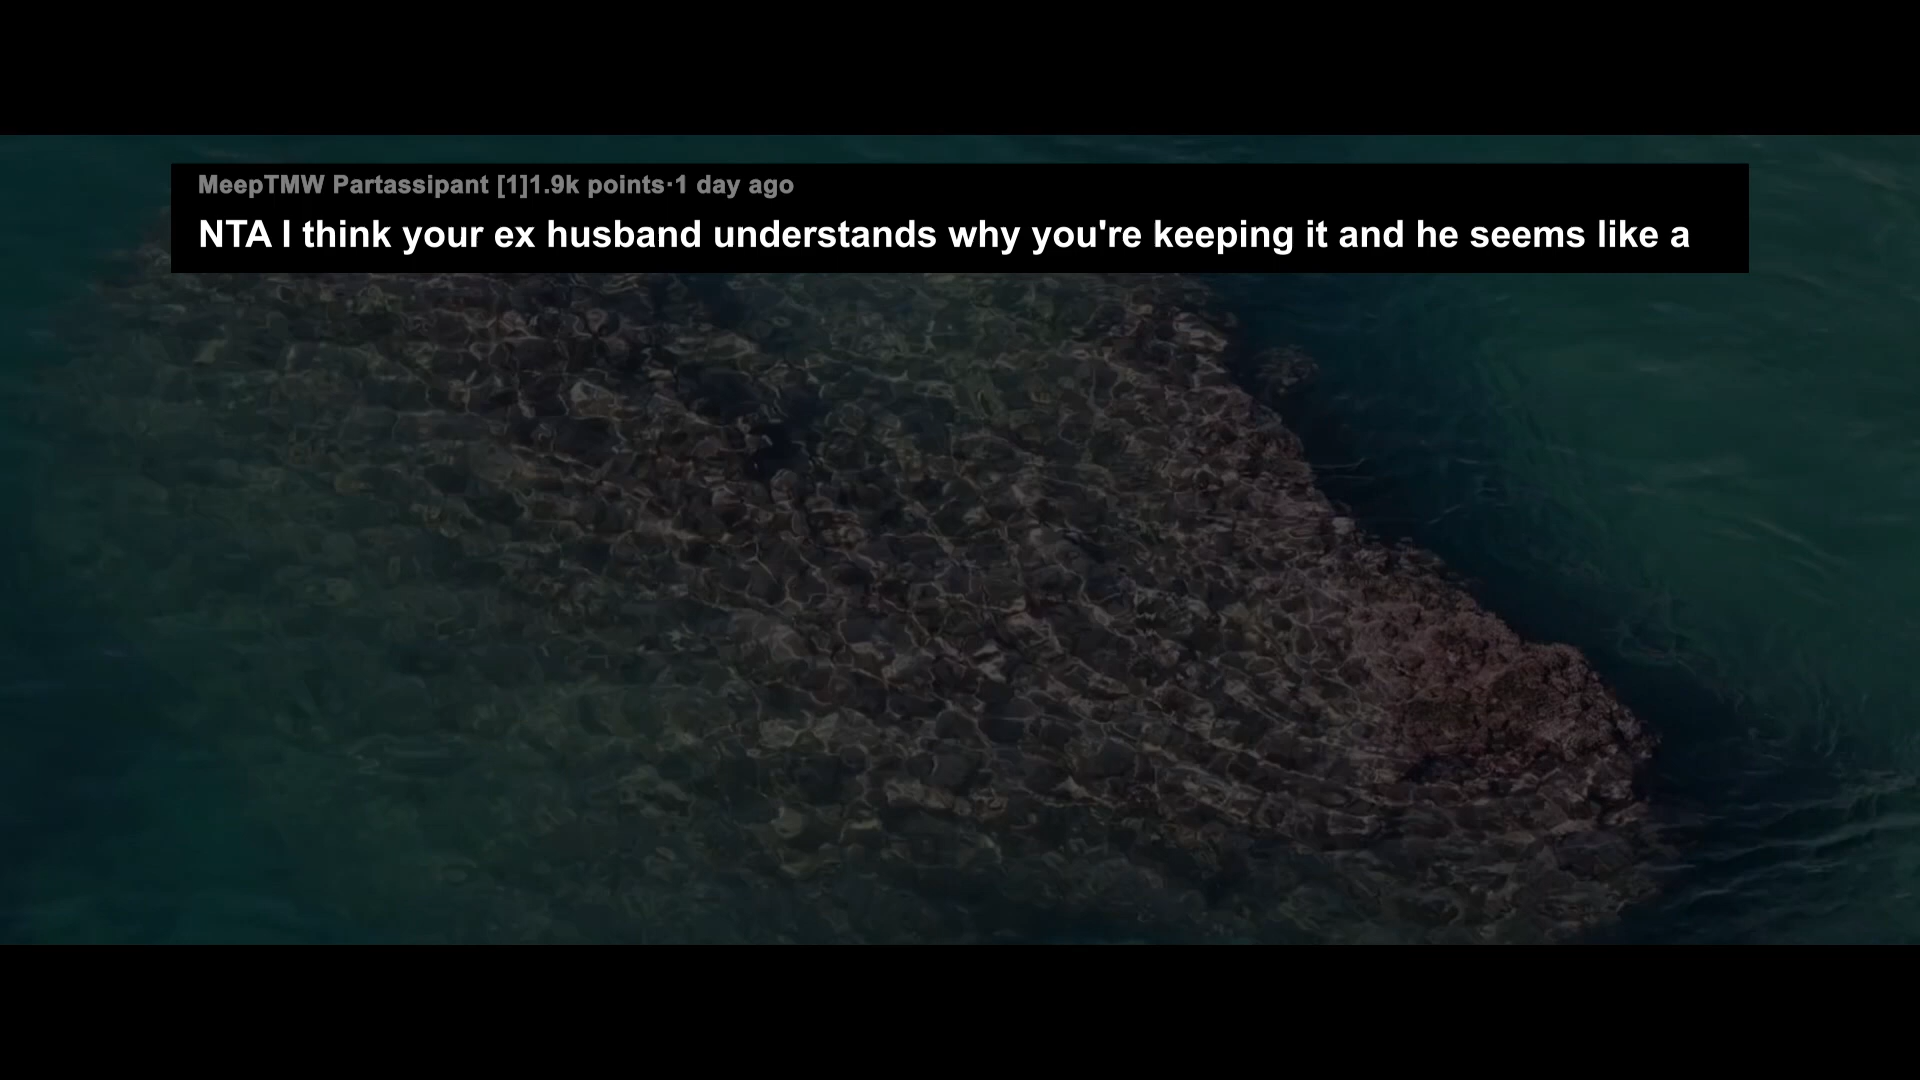 MeepTMW Partassipant [1]1.9k points·1 day ago
NTA I think your ex husband understands why you're keeping it and he seems like a